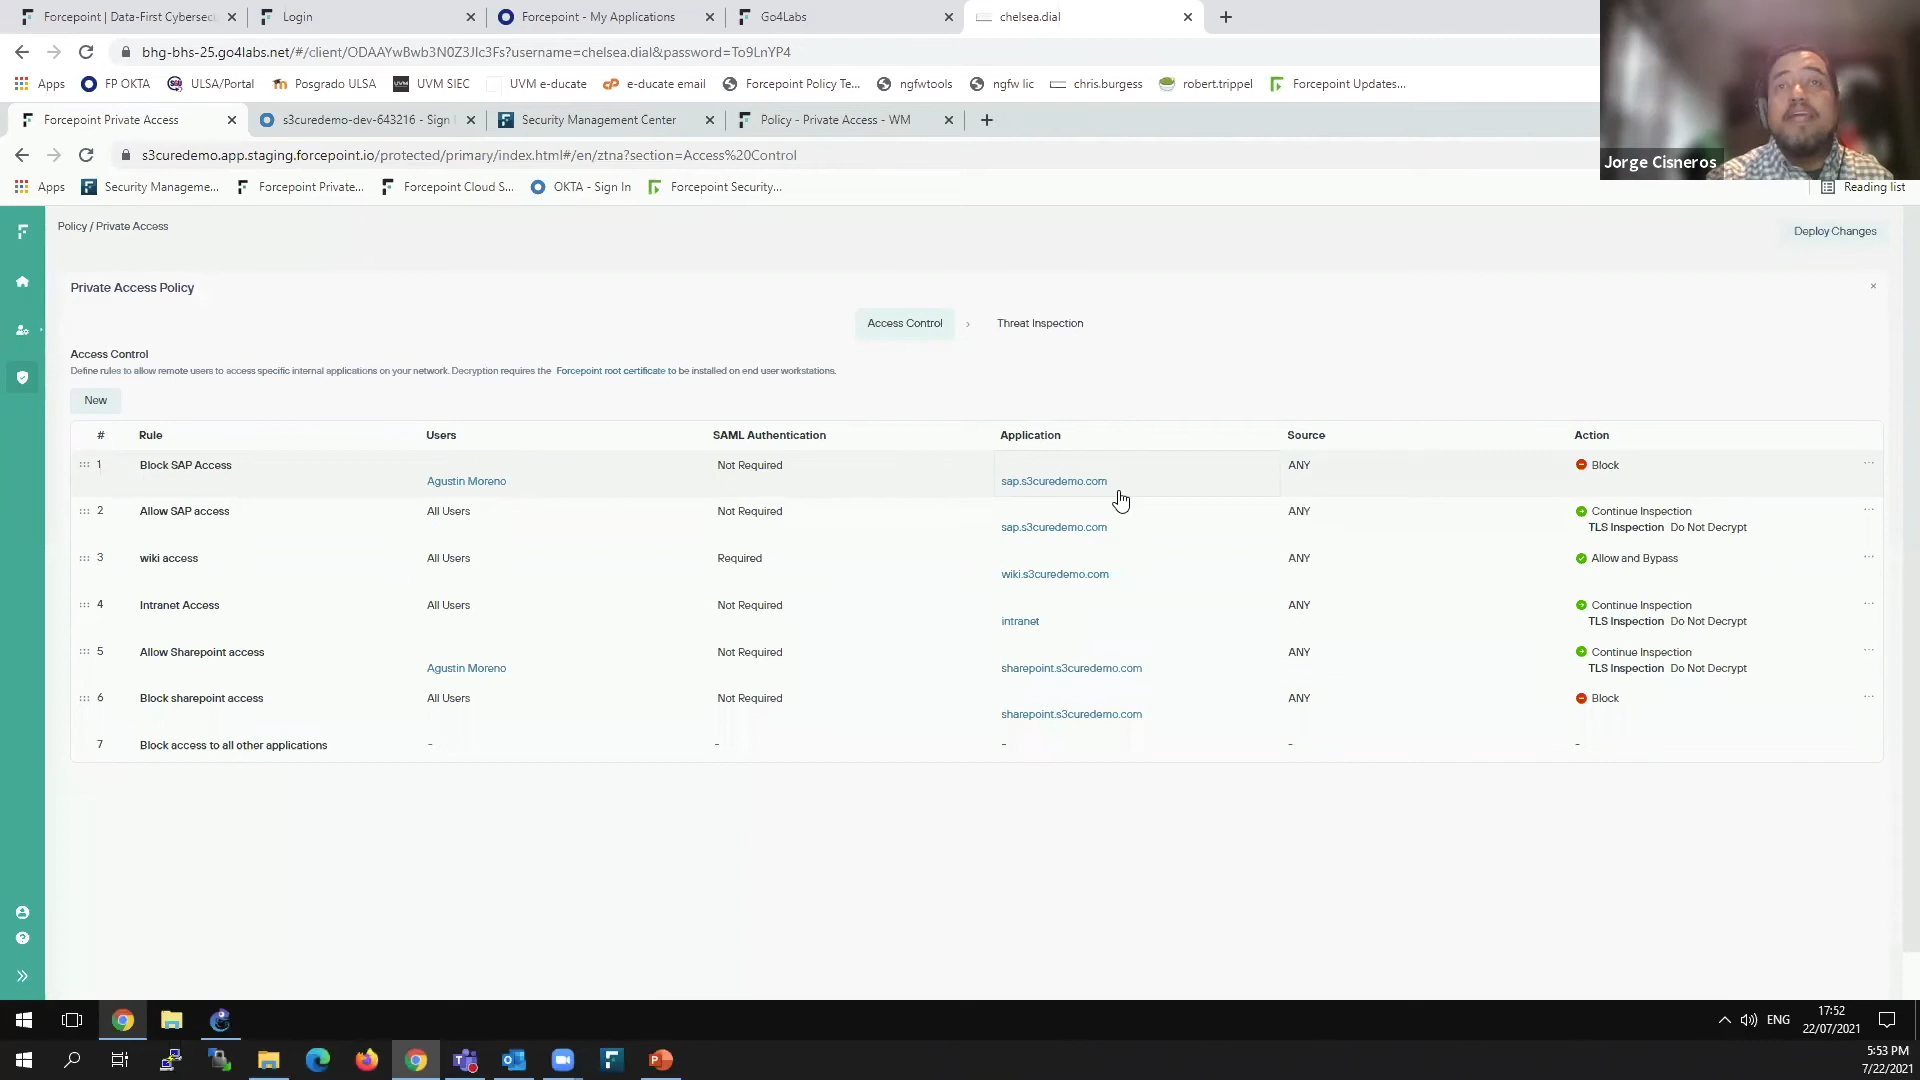 Forcepoint | Data-First Cybersec
Login
Forcepoint - My Applications
Go4Labs
chelsea.dial
bhg-bhs-25.go4labs.net/#/client/ODAAYwBwb3N0Z3Jlc3Fs?username=chelsea.dial&password=To9LnYP4
Apps
FP OKTA
ULSA/Portal
Posgrado ULSA
UVM SIEC
UVM e-ducate
e-ducate email
Forcepoint Policy Te...
ngfwtools
ngfw lic
chris.burgess
robert.trippel
Forcepoint Updates...
Forcepoint Private Access
s3curedemo-dev-643216 - Sign I
Security Management Center
Policy - Private Access - WM
s3curedemo.app.staging.forcepoint.io/protected/primary/index.html#/en/ztna?section=Access%20Control
Jorge Cisneros
Apps
Security Manageme...
Forcepoint Private...
Forcepoint Cloud S...
OKTA - Sign In
Forcepoint Security...
Reading list
Policy / Private Access
Deploy Changes
Private Access Policy
Access Control
Threat Inspection
Access Control
Define rules to allow remote users to access specific internal applications on your network. Decryption requires the Forcepoint root certificate to be installed on end user workstations.
New
# Rule Users SAML Authentication Application Source Action
1 Block SAP Access Not Required ANY Block
Agustin Moreno sap.s3curedemo.com
2 Allow SAP access All Users Not Required ANY Continue Inspection
sap.s3curedemo.com TLS Inspection Do Not Decrypt
3 wiki access All Users Required ANY Allow and Bypass
wiki.s3curedemo.com
4 Intranet Access All Users Not Required ANY Continue Inspection
intranet TLS Inspection Do Not Decrypt
5 Allow Sharepoint access Not Required ANY Continue Inspection
Agustin Moreno sharepoint.s3curedemo.com TLS Inspection Do Not Decrypt
6 Block sharepoint access All Users Not Required ANY Block
sharepoint.s3curedemo.com
7 Block access to all other applications - - - - -
17:52
ENG
22/07/2021
5:53 PM
7/22/2021